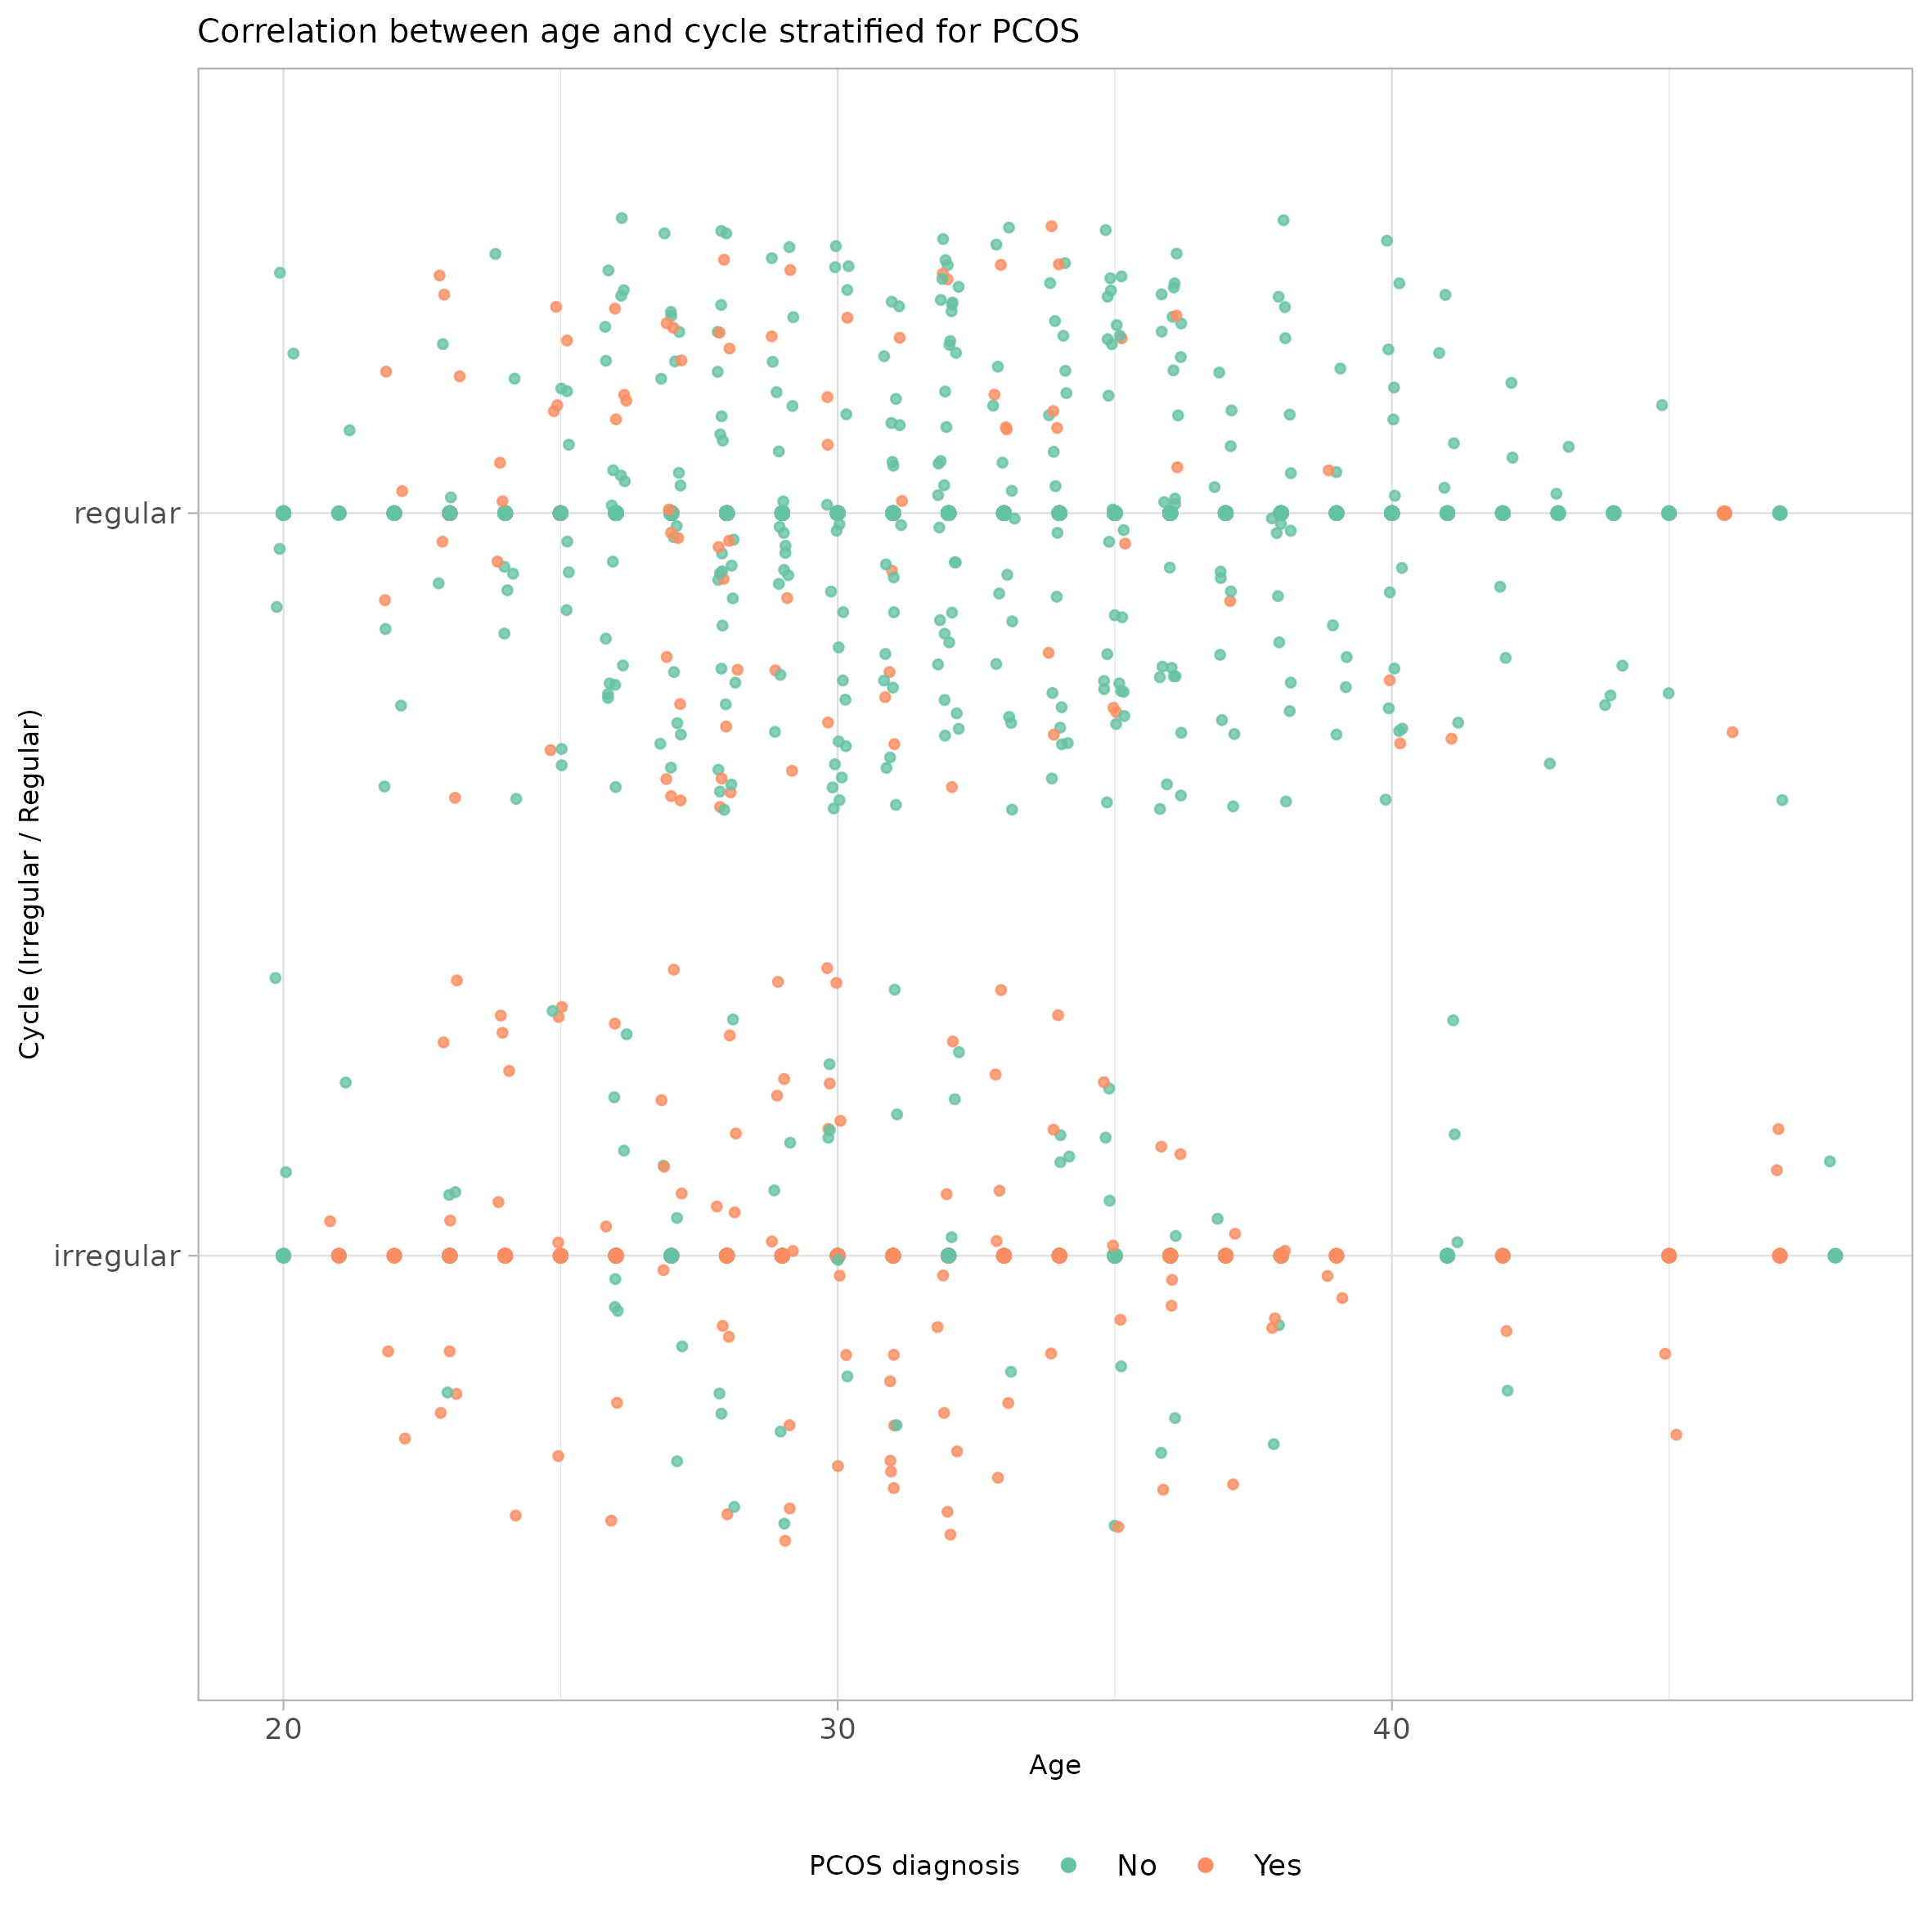 Correlation between age and cycle stratified for PCOS
Cycle (Irregular / Regular)
regular
irregular
20 30 40
Age
PCOS diagnosis No Yes